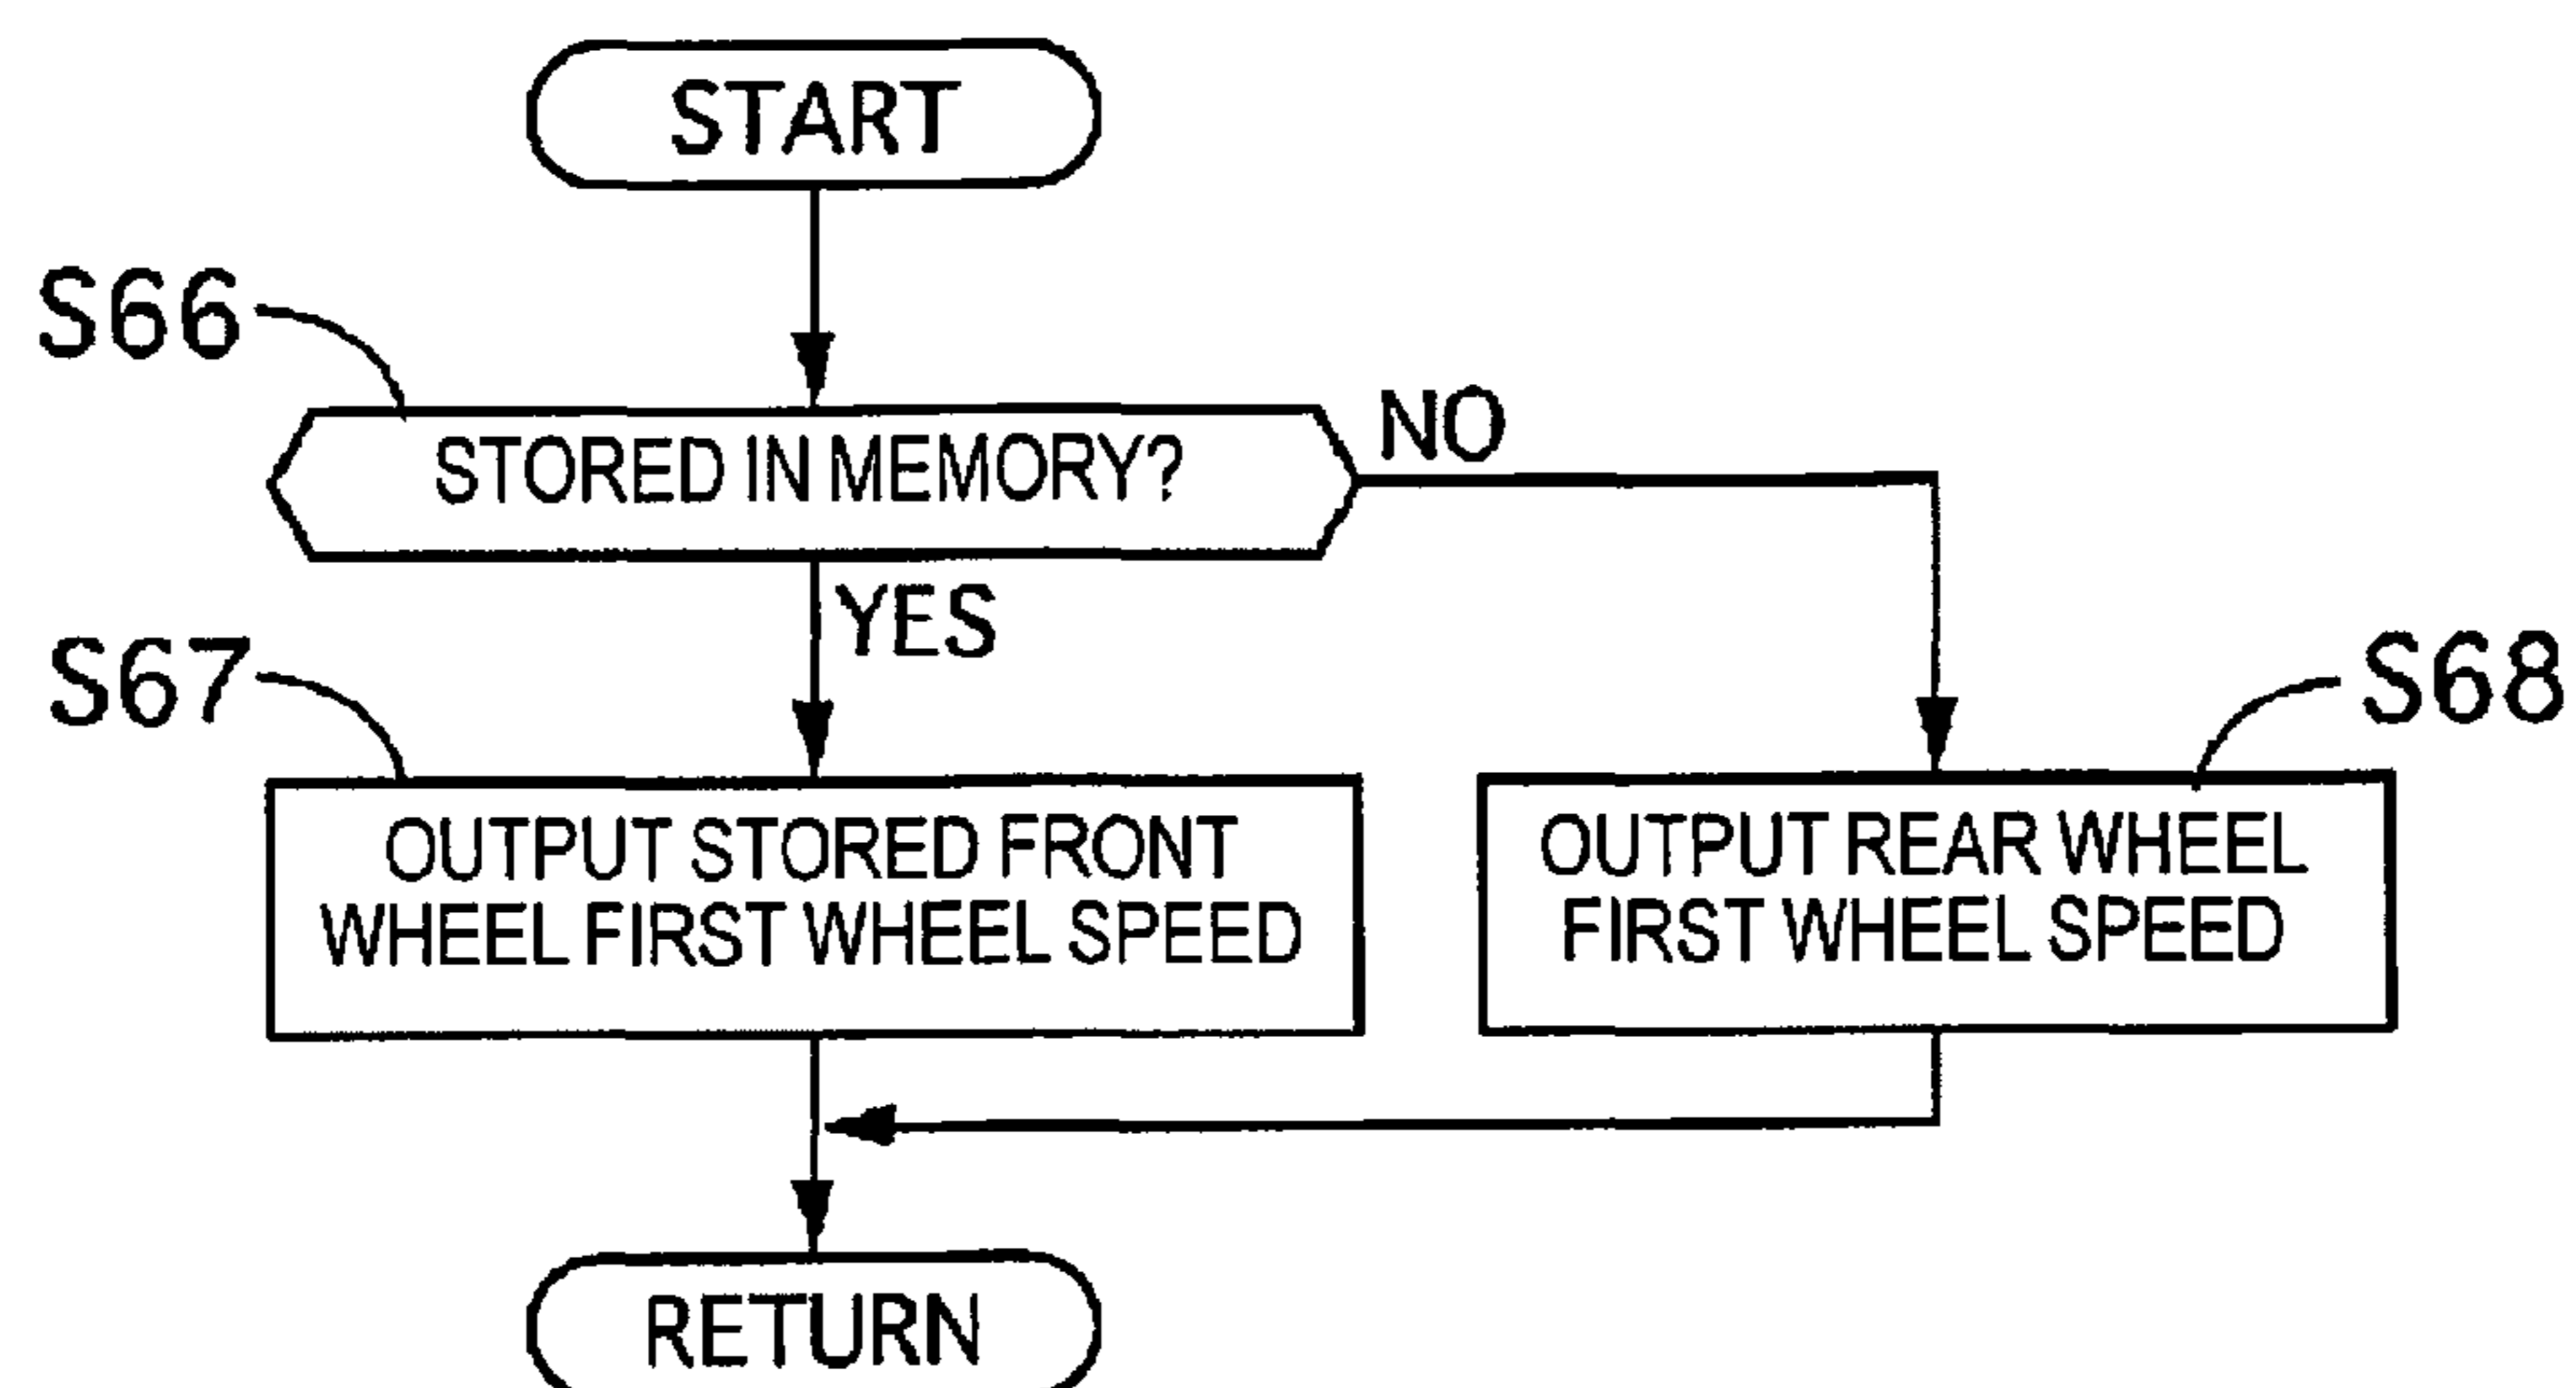 START
S66
STORED IN MEMORY?
NO
YES
S67
OUTPUT STORED FRONT
WHEEL FIRST WHEEL SPEED
S68
OUTPUT REAR WHEEL
FIRST WHEEL SPEED
RETURN